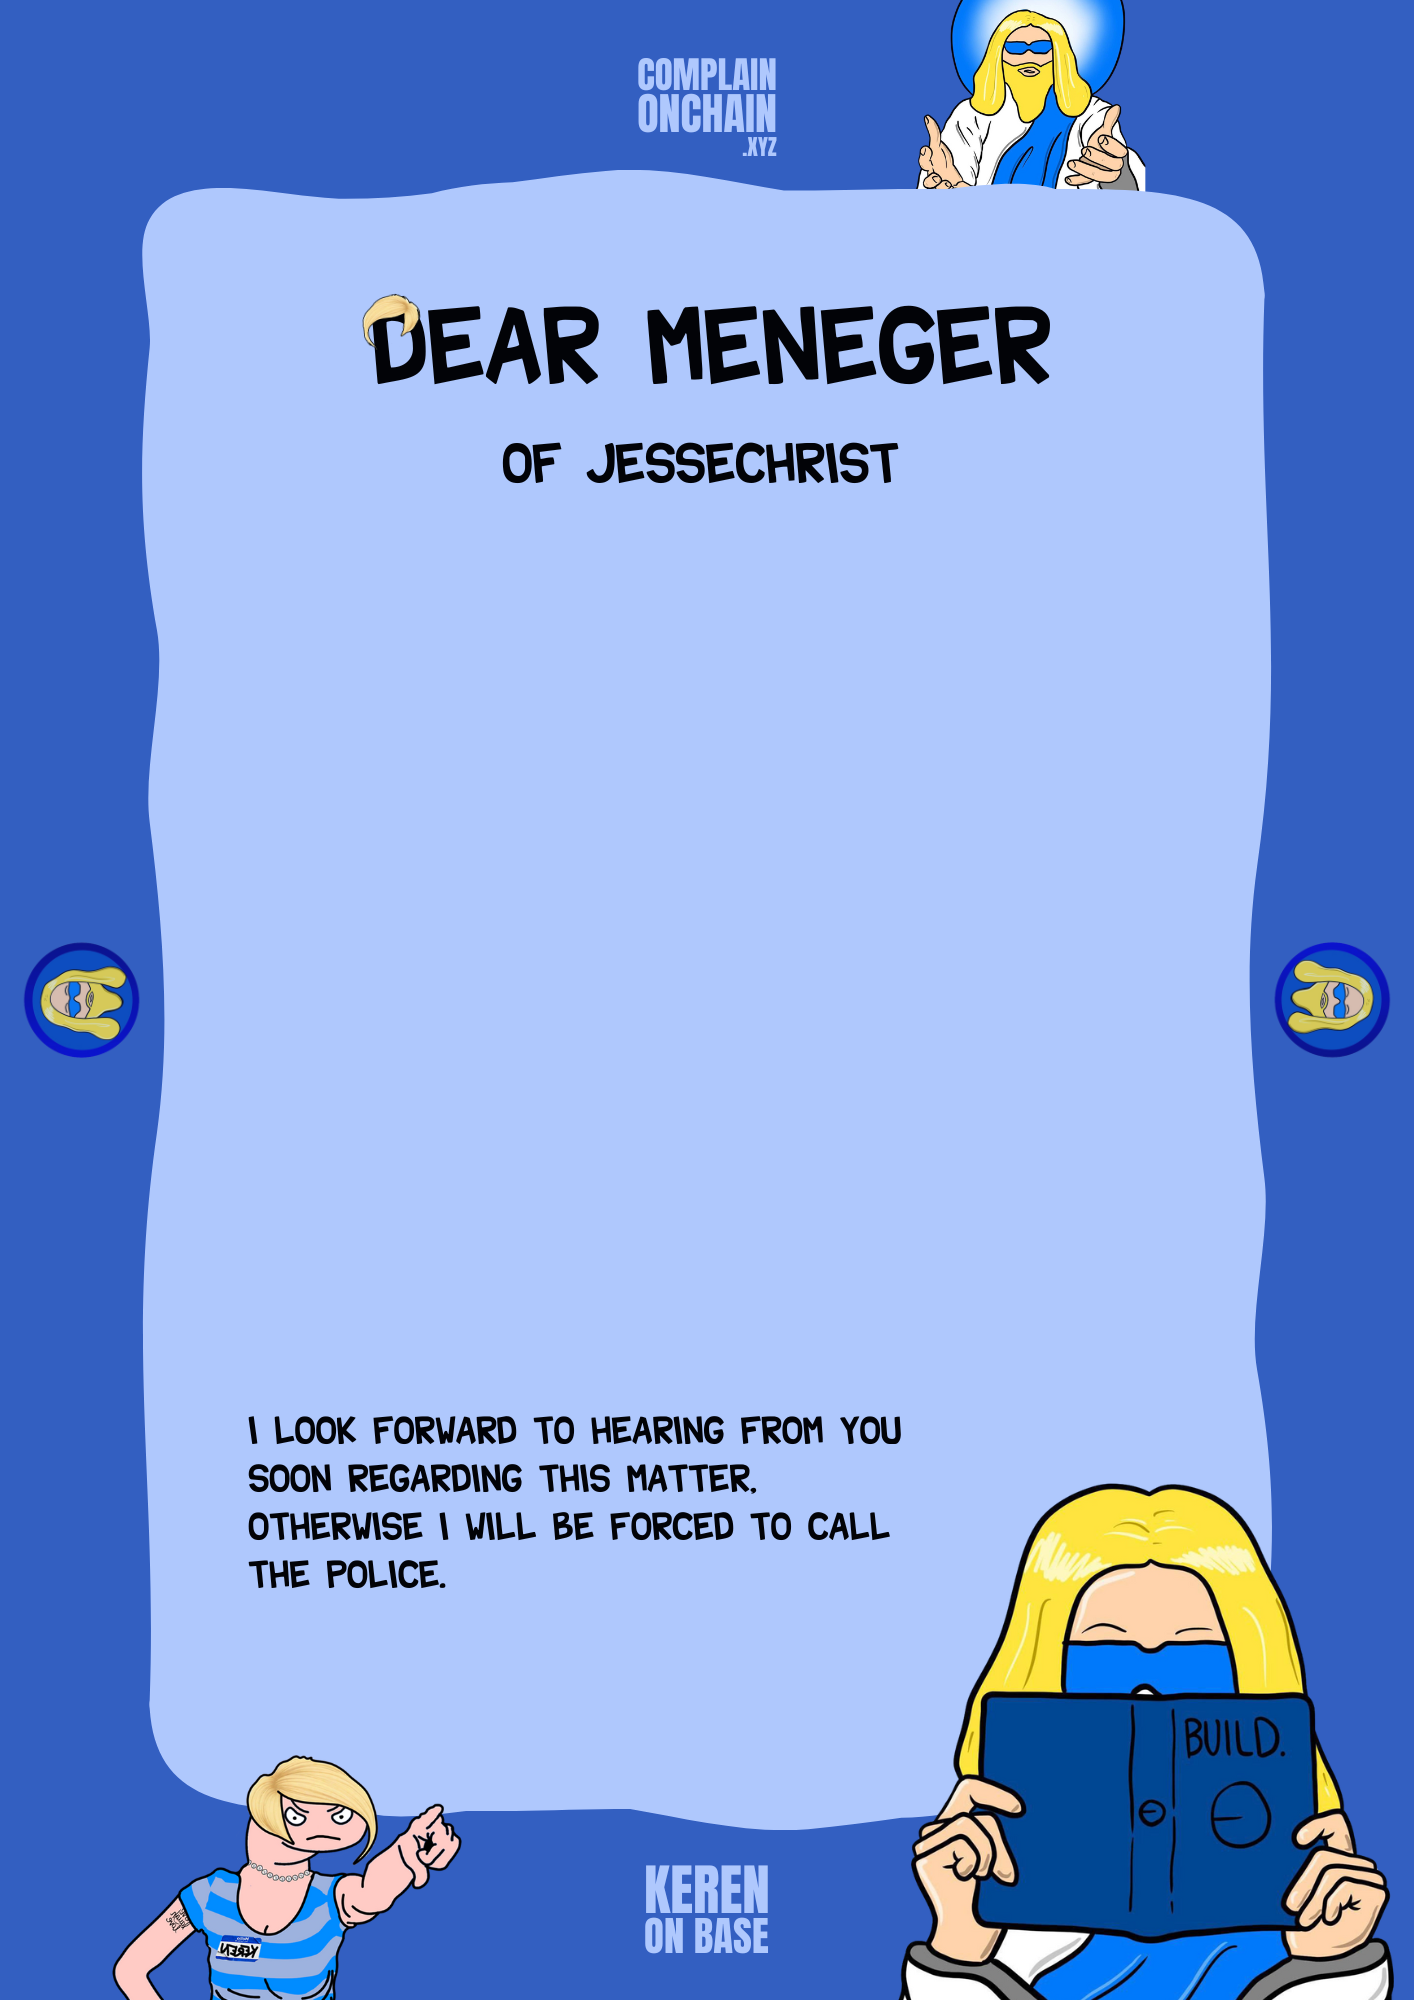 COMPLAIN
ONCHAIN
.XYZ
DEAR MENEGER
OF JESSECHRIST
I LOOK FORWARD TO HEARING FROM YOU
SOON REGARDING THIS MATTER.
OTHERWISE I WILL BE FORCED TO CALL
THE POLICE.
BUILD.
KEREN
KEREN
ON BASE